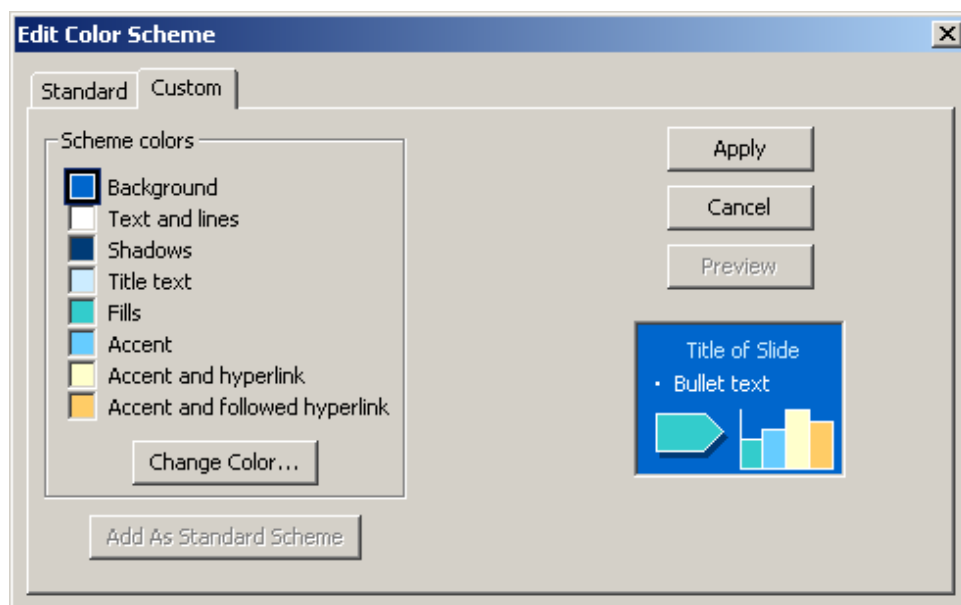 Edit Color Scheme
Standard
Custom
Scheme colors
Background
Text and lines
Shadows
Title text
Fills
Accent
Accent and hyperlink
Accent and followed hyperlink
Change Color...
Add As Standard Scheme
Apply
Cancel
Preview
Title of Slide
• Bullet text